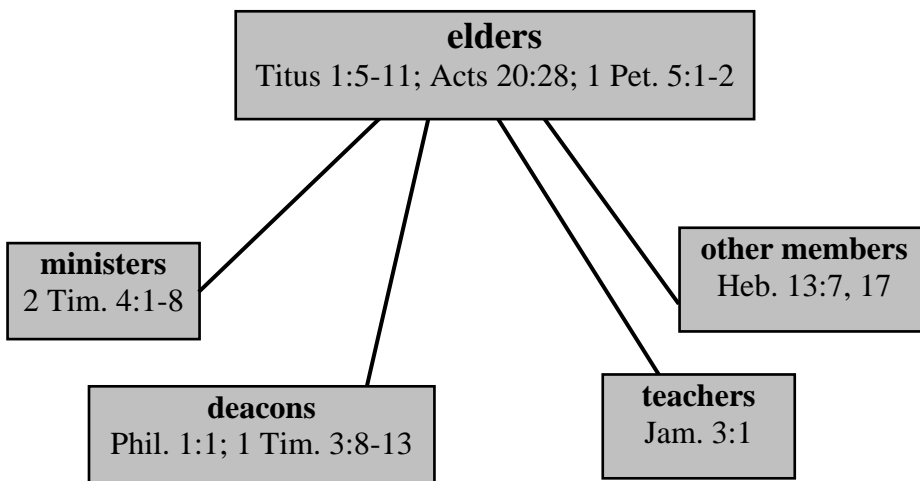 elders
Titus 1:5-11; Acts 20:28; 1 Pet. 5:1-2
ministers
2 Tim. 4:1-8
other members
Heb. 13:7, 17
deacons
Phil. 1:1; 1 Tim. 3:8-13
teachers
Jam. 3:1